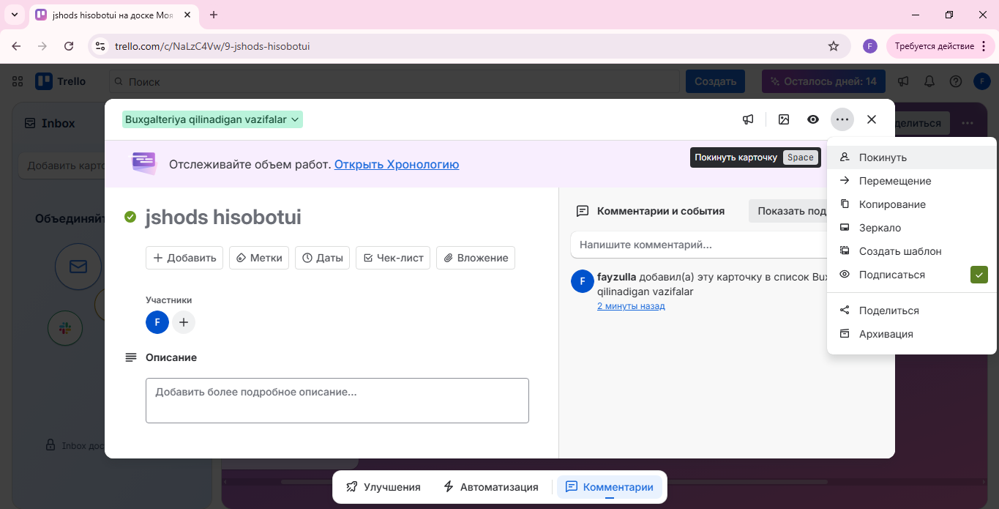 jshods hisobotui на доске Моя
trello.com/c/NaLzC4Vw/9-jshods-hisobotui
F
Требуется действие
Trello
Поиск
Создать
Осталось дней: 14
F
Inbox
Добавить карто
Объединяйт
Inbox дос
делиться
Buxgalteriya qilinadigan vazifalar
Отслеживайте объем работ. Открыть Хронологию
jshods hisobotui
Добавить
Метки
Даты
Чек-лист
Вложение
Участники
F
Описание
Добавить более подробное описание...
Комментарии и события
Показать под
Напишите комментарий...
F
fayzulla добавил(а) эту карточку в список Bux
qilinadigan vazifalar
2 минуты назад
Покинуть карточку Space
Покинуть
Перемещение
Копирование
Зеркало
Создать шаблон
Подписаться
Поделиться
Архивация
Улучшения
Автоматизация
Комментарии